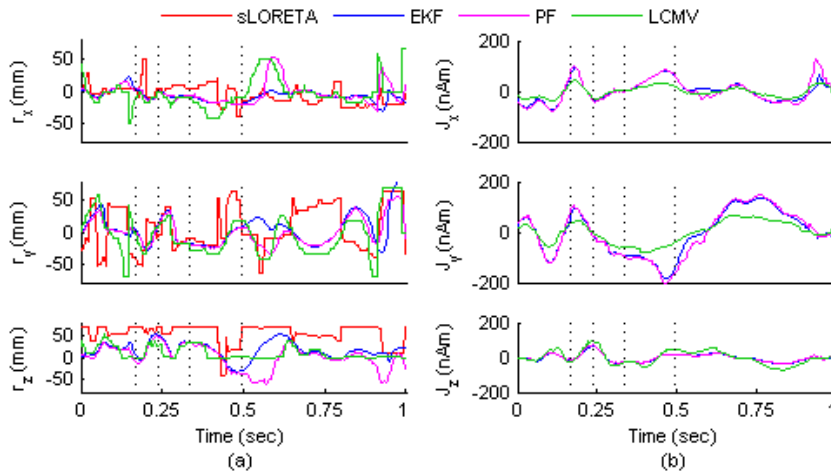 sLORETA EKF PF LCMV
r_x (mm)
50
0
-50
J_x (nAm)
200
0
-200
r_y (mm)
50
0
-50
J_y (nAm)
200
0
-200
r_z (mm)
50
0
-50
0 0.25 0.5 0.75 1
Time (sec)
(a)
J_z (nAm)
200
0
-200
0 0.25 0.5 0.75 1
Time (sec)
(b)